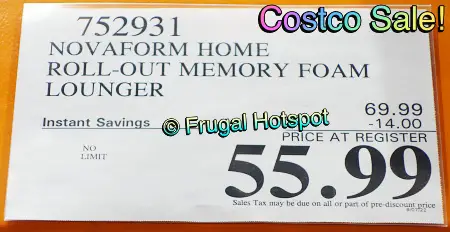 Costco Sale!
752931
NOVAFORM HOME
ROLL-OUT MEMORY FOAM
LOUNGER
69.99
Instant Savings -14.00
© Frugal Hotspot
PRICE AT REGISTER
NO
LIMIT
55.99
Sales Tax may be due on all or part of pre-discount price